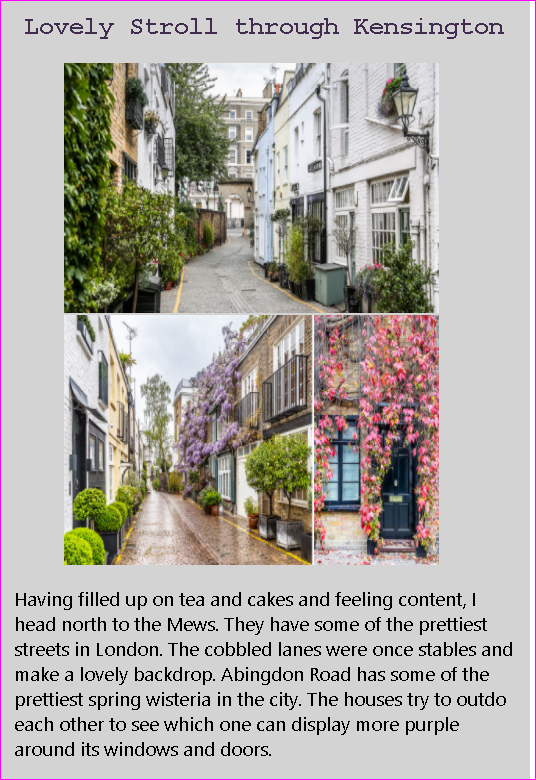 Lovely Stroll through Kensington
Having filled up on tea and cakes and feeling content, I
head north to the Mews. They have some of the prettiest
streets in London. The cobbled lanes were once stables and
make a lovely backdrop. Abingdon Road has some of the
prettiest spring wisteria in the city. The houses try to outdo
each other to see which one can display more purple
around its windows and doors.